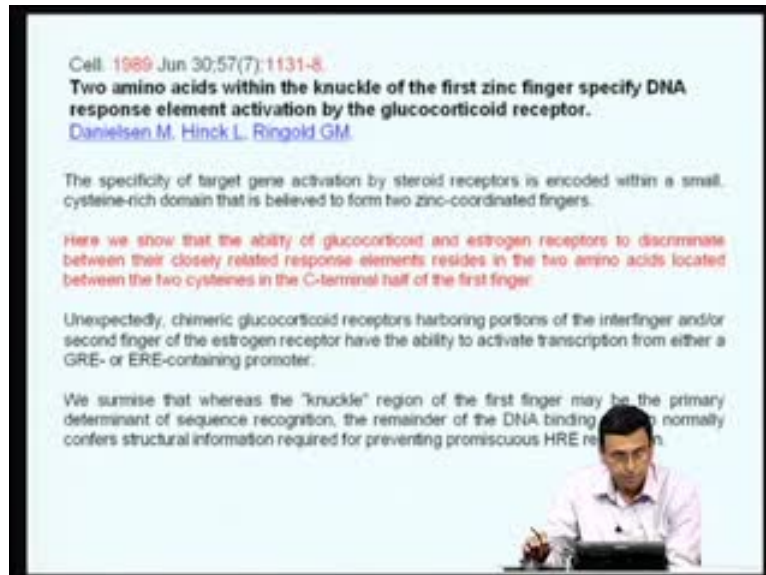 Cell. 1989 Jun 30;57(7):1131-8.
Two amino acids within the knuckle of the first zinc finger specify DNA
response element activation by the glucocorticoid receptor.
Danielsen M, Hinck L, Ringold GM.
The specificity of target gene activation by steroid receptors is encoded within a small,
cysteine-rich domain that is believed to form two zinc-coordinated fingers.
Here we show that the ability of glucocorticoid and estrogen receptors to discriminate
between their closely related response elements resides in the two amino acids located
between the two cysteines in the C-terminal half of the first finger.
Unexpectedly, chimeric glucocorticoid receptors harboring portions of the interfinger and/or
second finger of the estrogen receptor have the ability to activate transcription from either a
GRE- or ERE-containing promoter.
We surmise that whereas the "knuckle" region of the first finger may be the primary
determinant of sequence recognition, the remainder of the DNA binding normally
confers structural information required for preventing promiscuous HRE